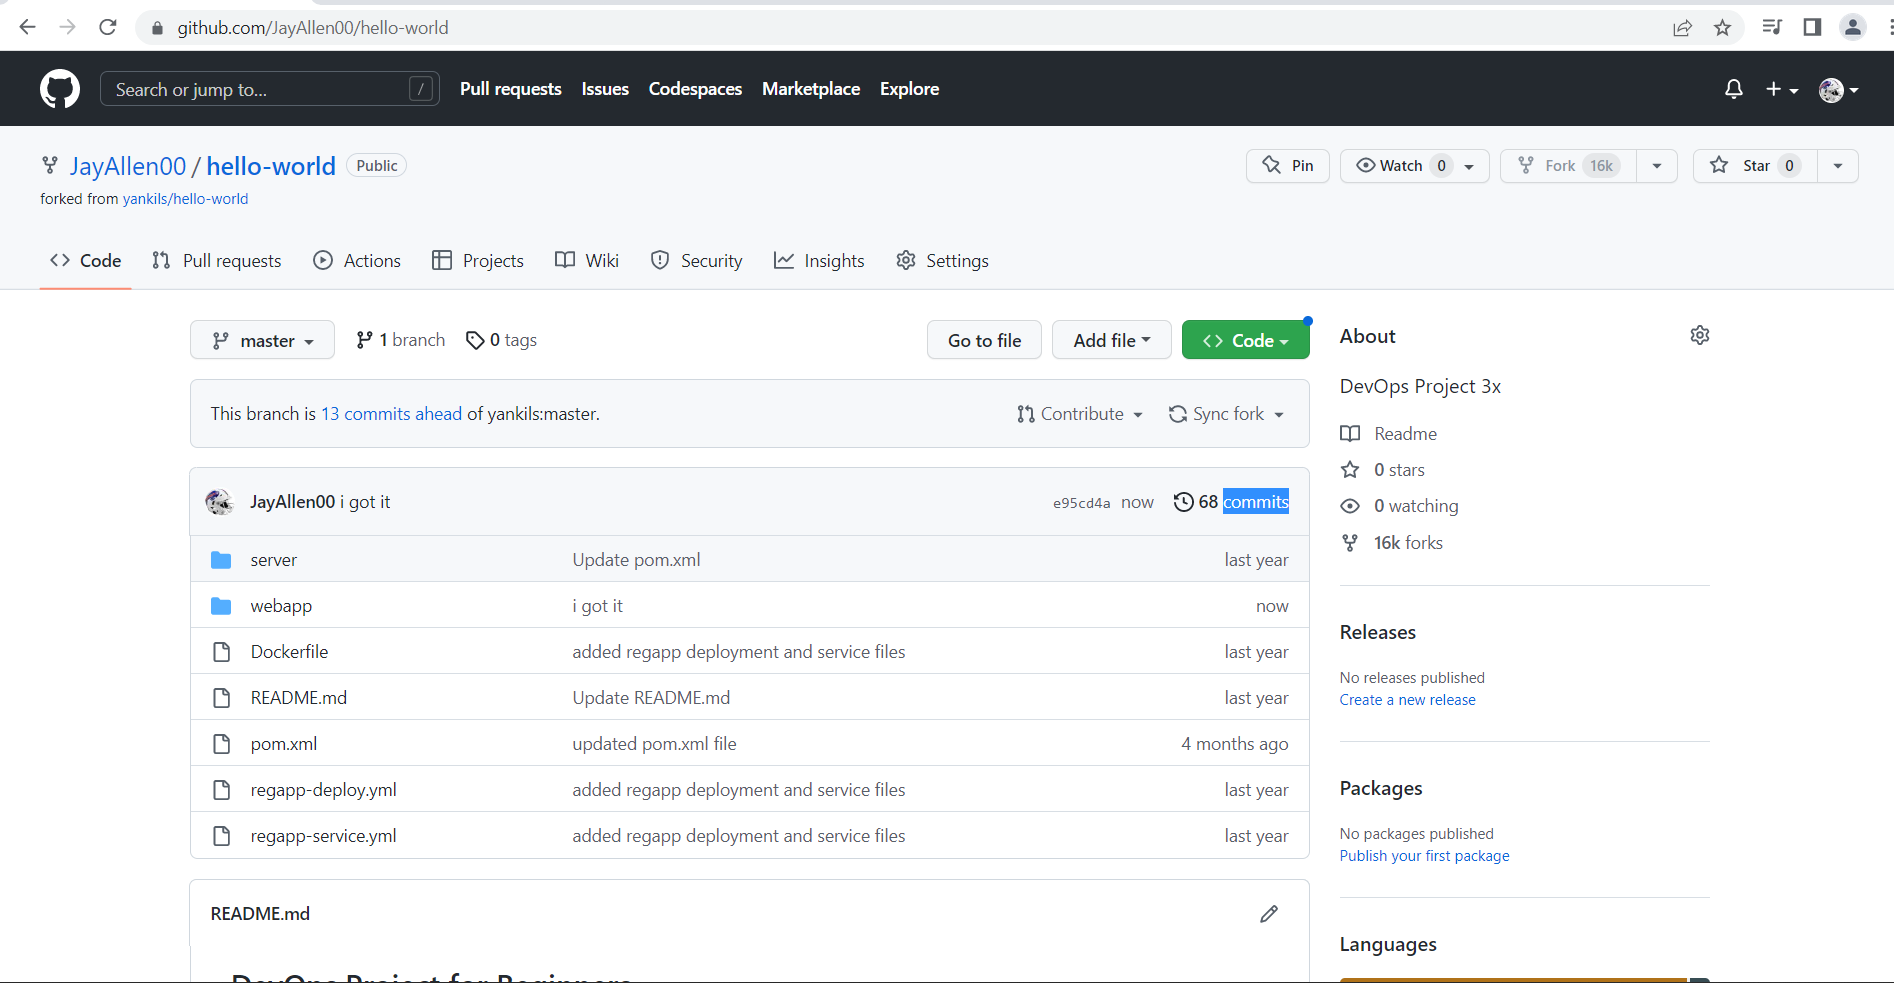 github.com/JayAllen00/hello-world
Search or jump to... /
Pull requests Issues Codespaces Marketplace Explore
JayAllen00 / hello-world Public
Pin Watch 0 Fork 16k Star 0
forked from yankils/hello-world
Code Pull requests Actions Projects Wiki Security Insights Settings
master 1 branch 0 tags Go to file Add file Code
This branch is 13 commits ahead of yankils:master. Contribute Sync fork
JayAllen00 i got it e95cd4a now 68 commits
server Update pom.xml last year
webapp i got it now
Dockerfile added regapp deployment and service files last year
README.md Update README.md last year
pom.xml updated pom.xml file 4 months ago
regapp-deploy.yml added regapp deployment and service files last year
regapp-service.yml added regapp deployment and service files last year
README.md
DevOps Project for Beginners
About
DevOps Project 3x
Readme
0 stars
0 watching
16k forks
Releases
No releases published
Create a new release
Packages
No packages published
Publish your first package
Languages